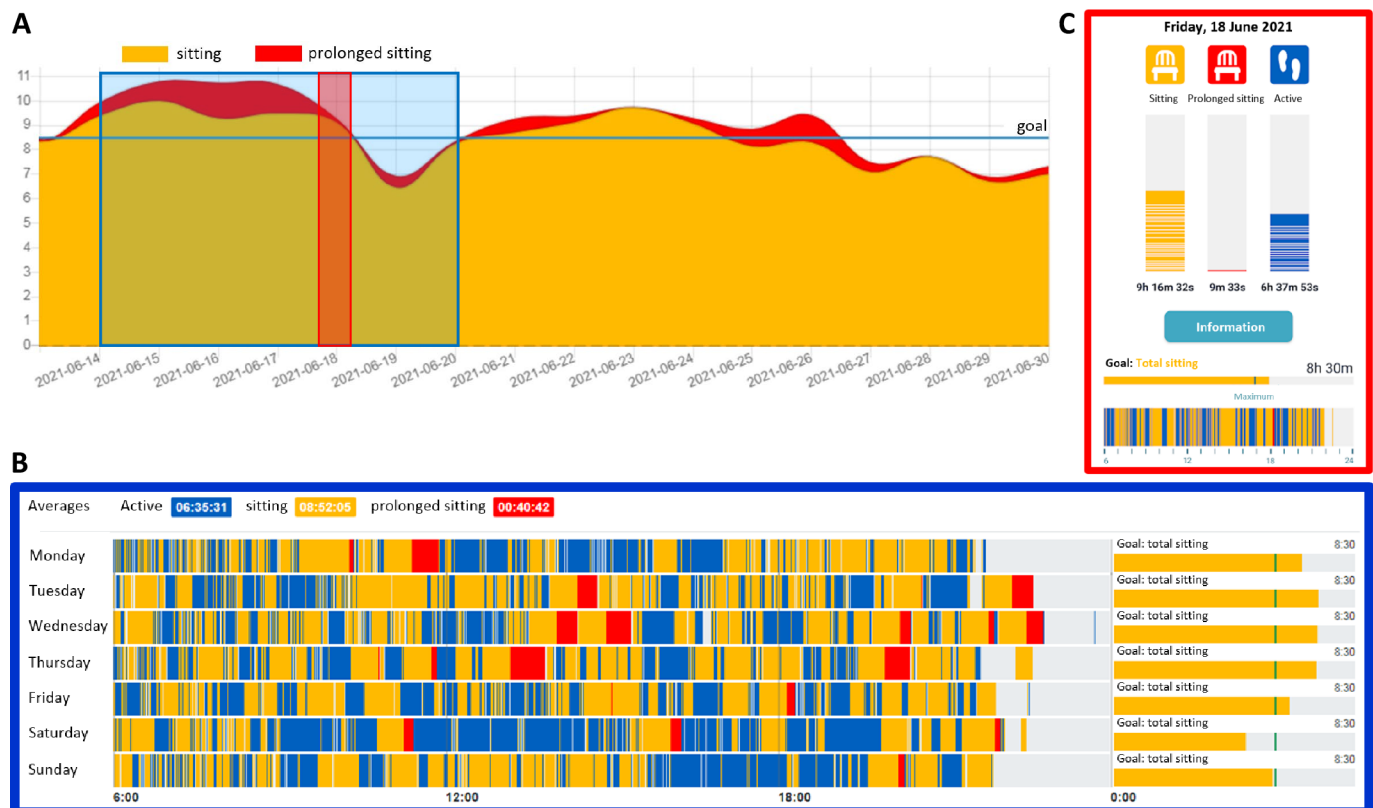 A
sitting
prolonged sitting
11
10
9
8
7
6
5
4
3
2
1
0
goal
2021-06-14
2021-06-15
2021-06-16
2021-06-17
2021-06-18
2021-06-19
2021-06-20
2021-06-21
2021-06-22
2021-06-23
2021-06-24
2021-06-25
2021-06-26
2021-06-27
2021-06-28
2021-06-29
2021-06-30
C
Friday, 18 June 2021
Sitting Prolonged sitting Active
9h 16m 32s 9m 33s 6h 37m 53s
Information
Goal: Total sitting 8h 30m
Maximum
6 12 18 24
B
Averages Active 06:35:31 sitting 08:52:05 prolonged sitting 00:40:42
Monday Goal: total sitting 8:30
Tuesday Goal: total sitting 8:30
Wednesday Goal: total sitting 8:30
Thursday Goal: total sitting 8:30
Friday Goal: total sitting 8:30
Saturday Goal: total sitting 8:30
Sunday Goal: total sitting 8:30
6:00 12:00 18:00 0:00